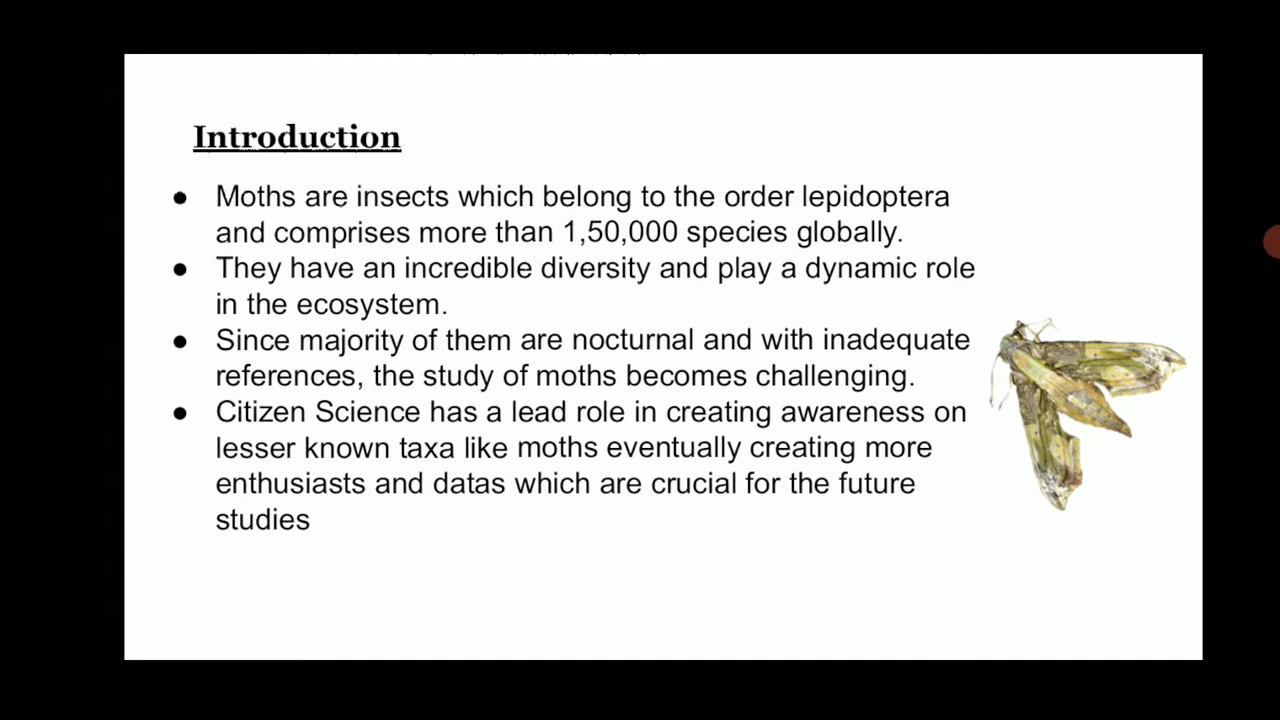 Introduction
● Moths are insects which belong to the order lepidoptera
and comprises more than 1,50,000 species globally.
● They have an incredible diversity and play a dynamic role
in the ecosystem.
● Since majority of them are nocturnal and with inadequate
references, the study of moths becomes challenging.
● Citizen Science has a lead role in creating awareness on
lesser known taxa like moths eventually creating more
enthusiasts and datas which are crucial for the future
studies